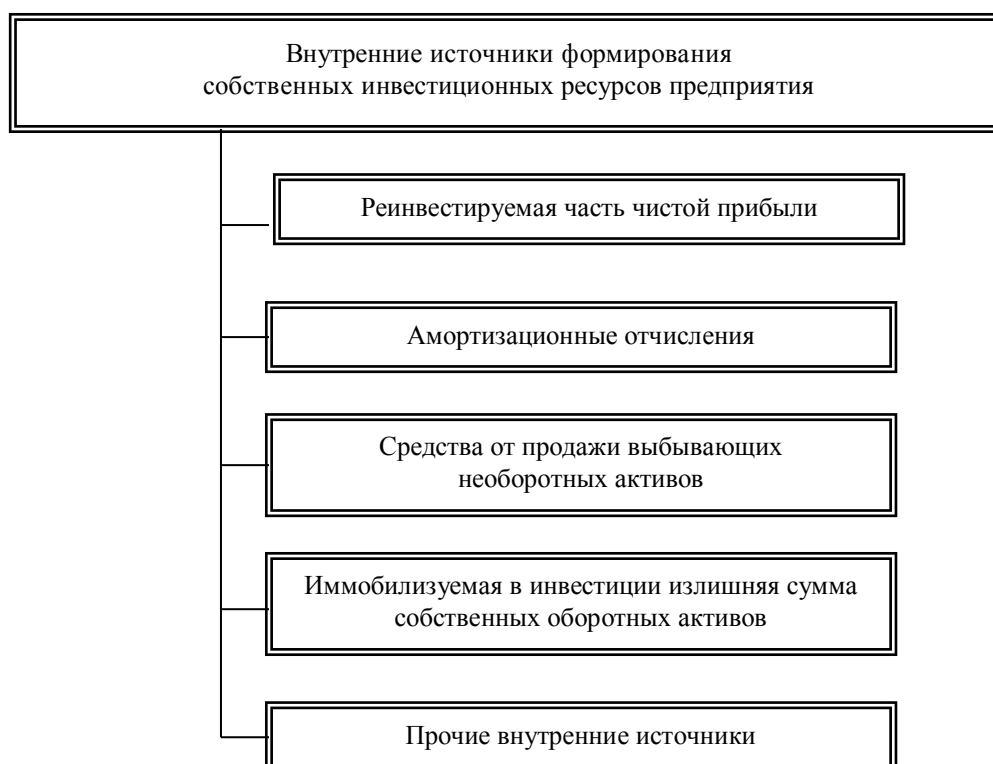 Внутренние источники формирования
собственных инвестиционных ресурсов предприятия
Реинвестируемая часть чистой прибыли
Амортизационные отчисления
Средства от продажи выбывающих
необоротных активов
Иммобилизуемая в инвестиции излишняя сумма
собственных оборотных активов
Прочие внутренние источники